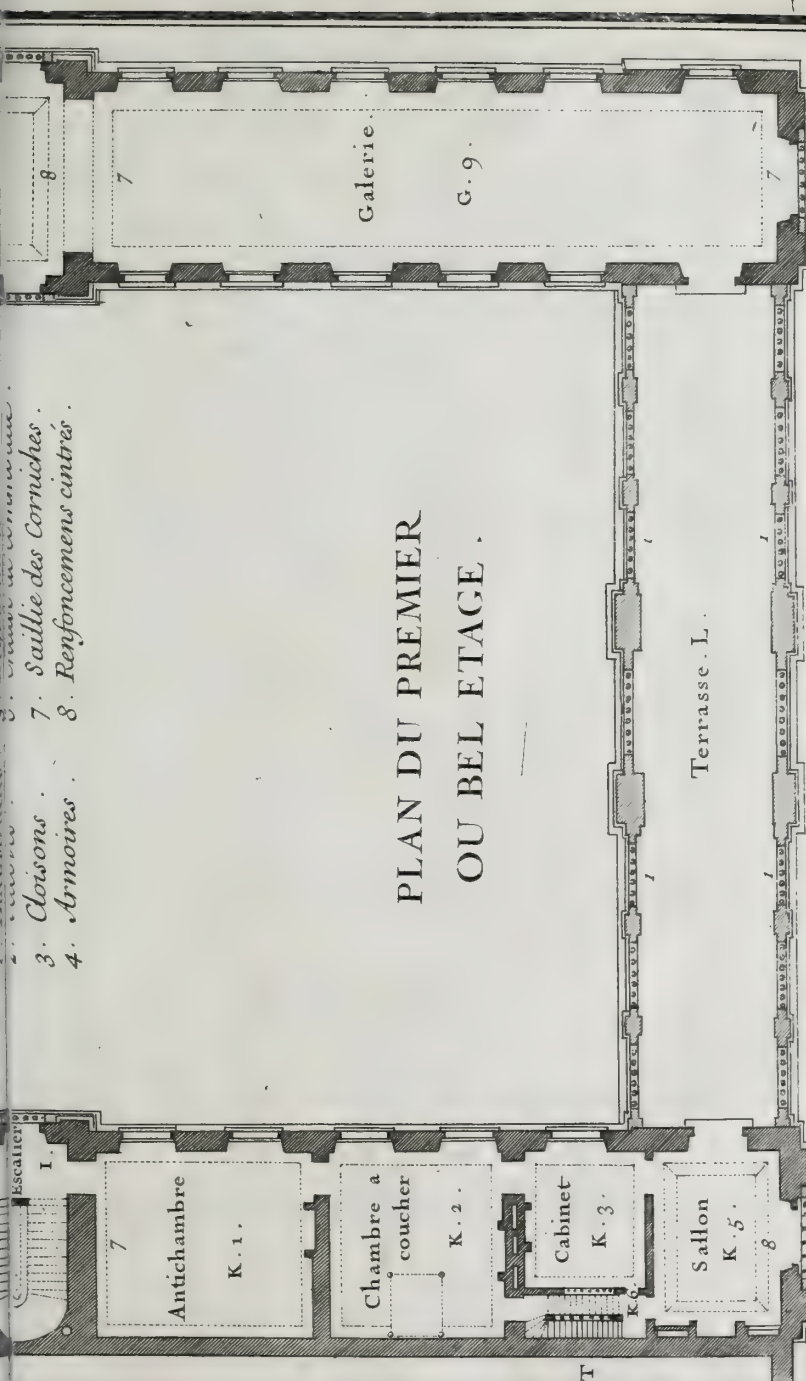 3. Cloisons.
4. Armoires.
7. Saillie des Corniches.
8. Renfoncemens cintrés.
PLAN DU PREMIER
OU BEL ETAGE.
Escalier
I.
Antichambre
K. 1.
7
Chambre a
coucher
K. 2.
Cabinet
K. 3.
K. 6.
Sallon
K. 5.
8
Terrasse. L.
1
1
1
1
Galerie.
G. 9.
7
7
8
T